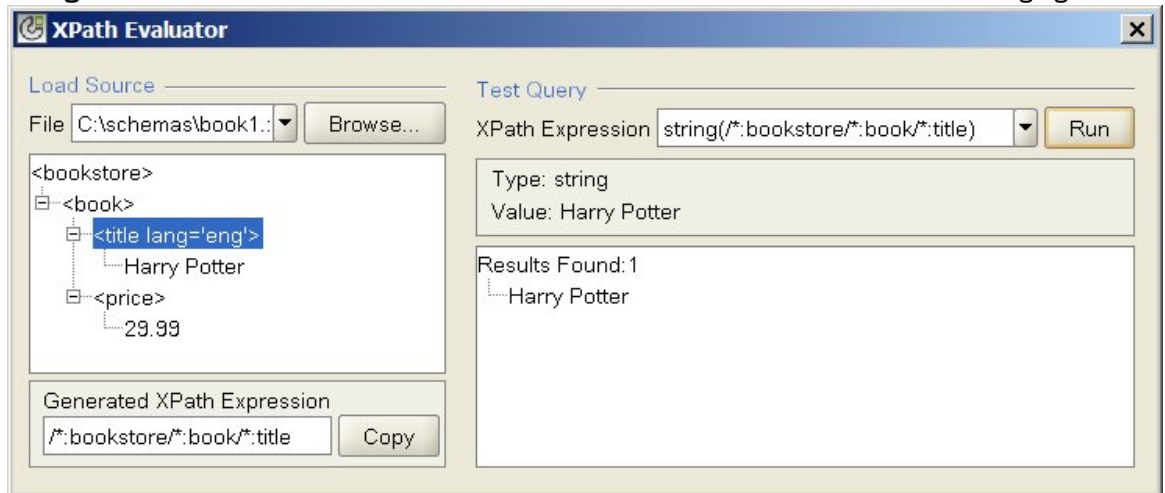 XPath Evaluator
Load Source
File C:\schemas\book1.: Browse...
<bookstore>
<book>
<title lang='eng'>
Harry Potter
<price>
29.99
Generated XPath Expression
/*:bookstore/*:book/*:title Copy
Test Query
XPath Expression string(/*:bookstore/*:book/*:title) Run
Type: string
Value: Harry Potter
Results Found:1
Harry Potter